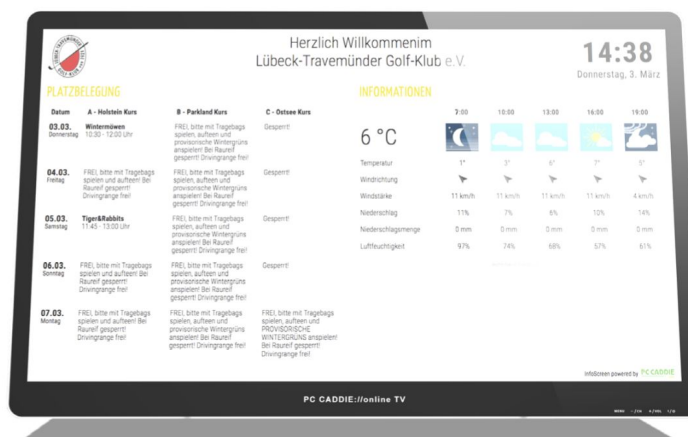 Herzlich Willkommenim
Lübeck-Travemünder Golf-Klub e.V.
14:38
Donnerstag, 3. März
PLATZBELEGUNG
Datum A - Holstein Kurs B - Parkland Kurs C - Ostsee Kurs
03.03. Donnerstag
Wintermöwen
10:30 - 12:00 Uhr
FREI, bitte mit Tragebags
spielen, aufteen und
provisorische Wintergrüns
anspielen! Bei Raureif
gesperrt! Drivingrange frei!
Gesperrt!
04.03. Freitag
FREI, bitte mit Tragebags
spielen und aufteen! Bei
Raureif gesperrt!
Drivingrange frei!
FREI, bitte mit Tragebags
spielen, aufteen und
provisorische Wintergrüns
anspielen! Bei Raureif
gesperrt! Drivingrange frei!
Gesperrt!
05.03. Samstag
Tiger&Rabbits
11:45 - 13:00 Uhr
FREI, bitte mit Tragebags
spielen, aufteen und
provisorische Wintergrüns
anspielen! Bei Raureif
gesperrt! Drivingrange frei!
Gesperrt!
06.03. Sonntag
FREI, bitte mit Tragebags
spielen und aufteen! Bei
Raureif gesperrt!
Drivingrange frei!
FREI, bitte mit Tragebags
spielen, aufteen und
provisorische Wintergrüns
anspielen! Bei Raureif
gesperrt! Drivingrange frei!
Gesperrt!
07.03. Montag
FREI, bitte mit Tragebags
spielen und aufteen! Bei
Raureif gesperrt!
Drivingrange frei!
FREI, bitte mit Tragebags
spielen, aufteen und
provisorische Wintergrüns
anspielen! Bei Raureif
gesperrt! Drivingrange frei!
FREI, bitte mit Tragebags
spielen, aufteen und
PROVISORISCHE
WINTERGRÜNS anspielen!
Bei Raureif gesperrt!
Drivingrange frei!
INFORMATIONEN
7:00 10:00 13:00 16:00 19:00
6 °C
Temperatur 1° 3° 6° 7° 5°
Windrichtung
Windstärke 11 km/h 11 km/h 11 km/h 11 km/h 4 km/h
Niederschlag 11% 7% 6% 10% 14%
Niederschlagsmenge 0 mm 0 mm 0 mm 0 mm 0 mm
Luftfeuchtigkeit 97% 74% 68% 57% 61%
InfoScreen powered by PC CADDIE
PC CADDIE://online TV